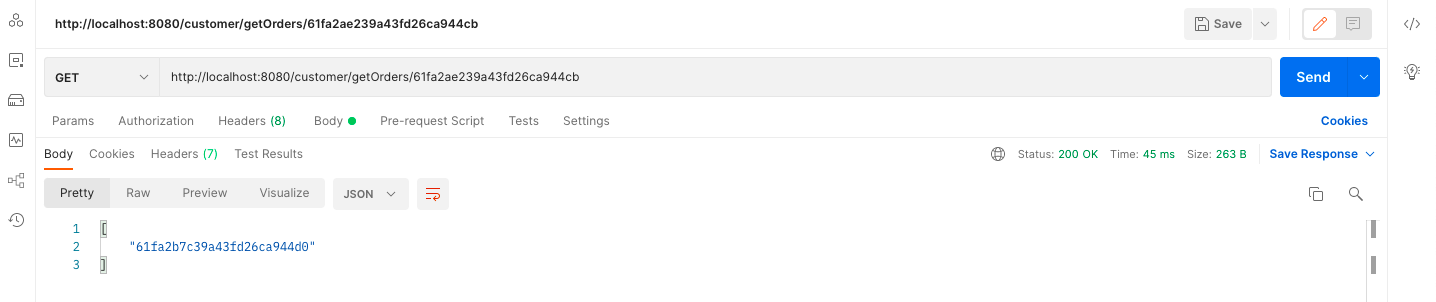 http://localhost:8080/customer/getOrders/61fa2ae239a43fd26ca944cb
Save
GET
http://localhost:8080/customer/getOrders/61fa2ae239a43fd26ca944cb
Send
Params Authorization Headers (8) Body Pre-request Script Tests Settings Cookies
Body Cookies Headers (7) Test Results Status: 200 OK Time: 45 ms Size: 263 B Save Response
Pretty Raw Preview Visualize JSON
1 [
2 "61fa2b7c39a43fd26ca944d0"
3 ]